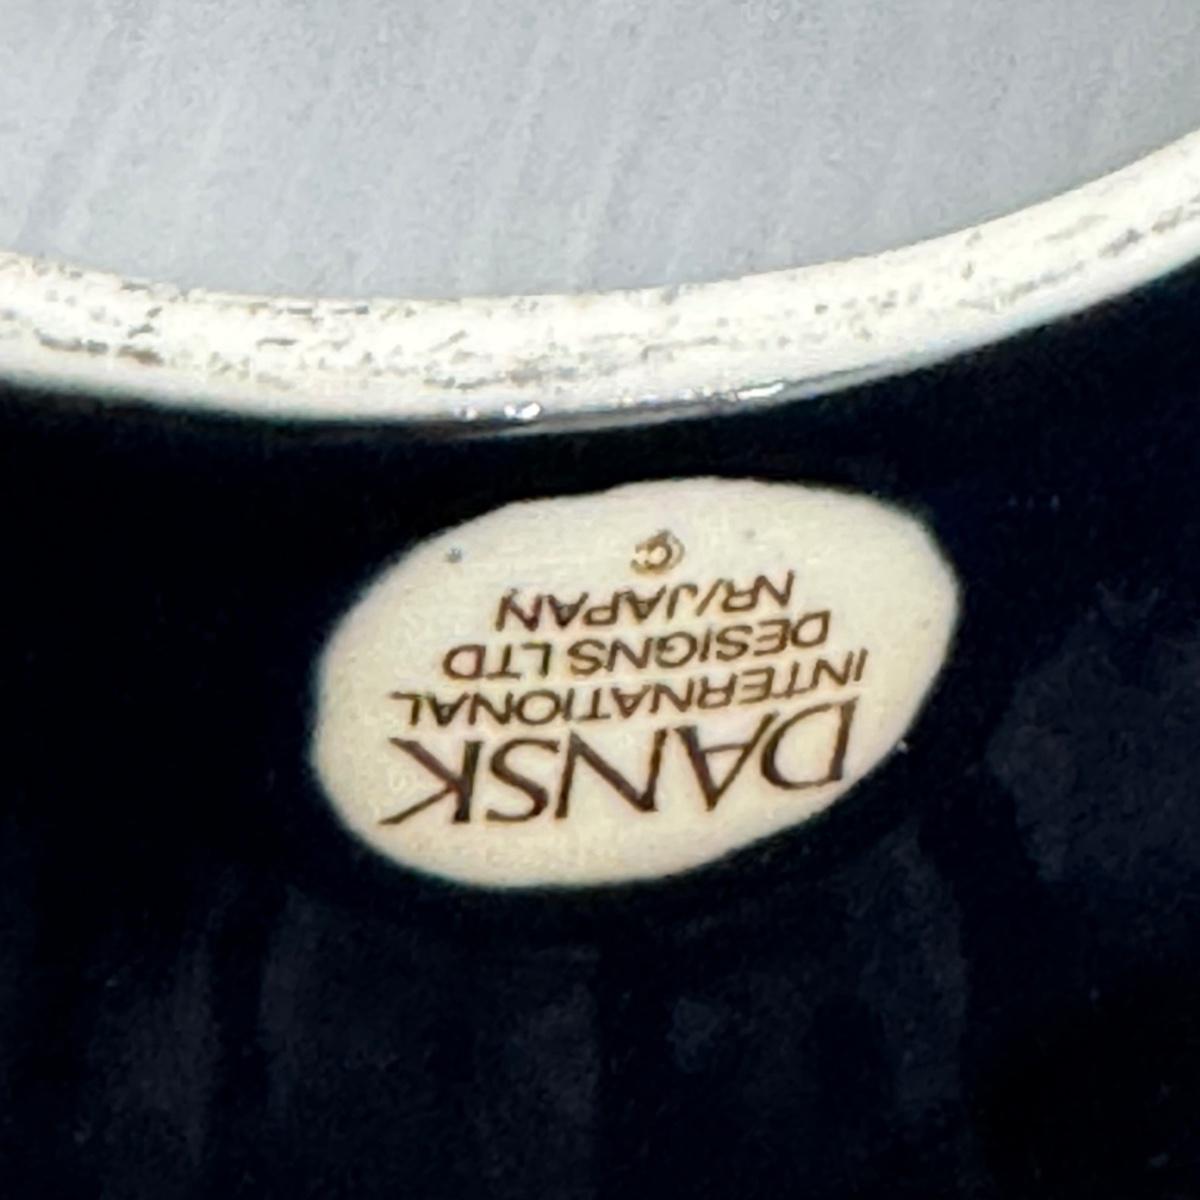 DANSK
INTERNATIONAL
DESIGNS LTD
NR/JAPAN
©